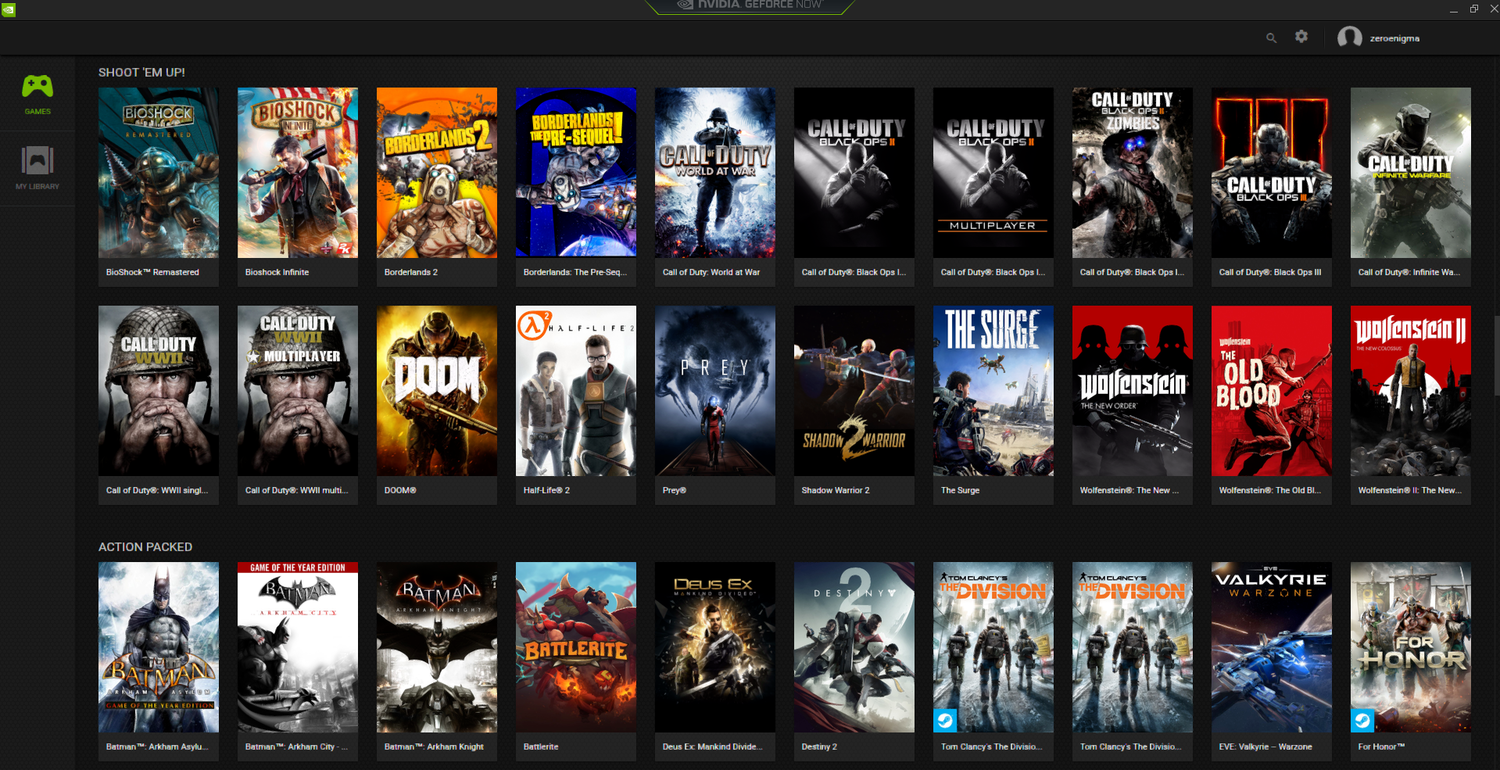 NVIDIA. GEFORCE NOW
zeroenigma
GAMES
MY LIBRARY
SHOOT 'EM UP!
BIOSHOCK
REMASTERED
BioShock™ Remastered
BIOSHOCK
INFINITE
2K
Bioshock Infinite
BORDERLANDS 2
Borderlands 2
BORDERLANDS
THE PRE-SEQUEL!
Borderlands: The Pre-Seq...
CALL OF DUTY
WORLD AT WAR
Call of Duty: World at War
CALL OF DUTY
BLACK OPS II
Call of Duty®: Black Ops I...
CALL OF DUTY
BLACK OPS II
MULTIPLAYER
Call of Duty®: Black Ops I...
CALL OF DUTY
BLACK OPS II
ZOMBIES
Call of Duty®: Black Ops I...
III
CALL OF DUTY
BLACK OPS III
Call of Duty®: Black Ops III
CALL OF DUTY
INFINITE WARFARE
Call of Duty®: Infinite Wa...
CALL OF DUTY
WWII
Call of Duty®: WWII singl...
CALL OF DUTY
WWII
MULTIPLAYER
Call of Duty®: WWII multi...
DOOM
DOOM®
λ2
HALF-LIFE 2
Half-Life® 2
PREY
Prey®
SHADOW 2 WARRIOR
Shadow Warrior 2
THE SURGE
The Surge
Wolfenstein
THE NEW ORDER
Wolfenstein®: The New ...
Wolfenstein
THE
OLD
BLOOD
Wolfenstein®: The Old Bl...
Wolfenstein II
THE NEW COLOSSUS
Wolfenstein® II: The New...
ACTION PACKED
BATMAN
ARKHAM ASYLUM
GAME OF THE YEAR EDITION
Batman™: Arkham Asylu...
GAME OF THE YEAR EDITION
BATMAN
ARKHAM CITY
Batman™: Arkham City - ...
BATMAN
ARKHAM KNIGHT
Batman™: Arkham Knight
BATTLERITE
Battlerite
DEUS EX
MANKIND DIVIDED
Deus Ex: Mankind Divide...
2
DESTINY
Destiny 2
TOM CLANCY'S
THE DIVISION
Tom Clancy's The Divisio...
TOM CLANCY'S
THE DIVISION
Tom Clancy's The Divisio...
EVE
VALKYRIE
WARZONE
EVE: Valkyrie – Warzone
FOR
HONOR
For Honor™